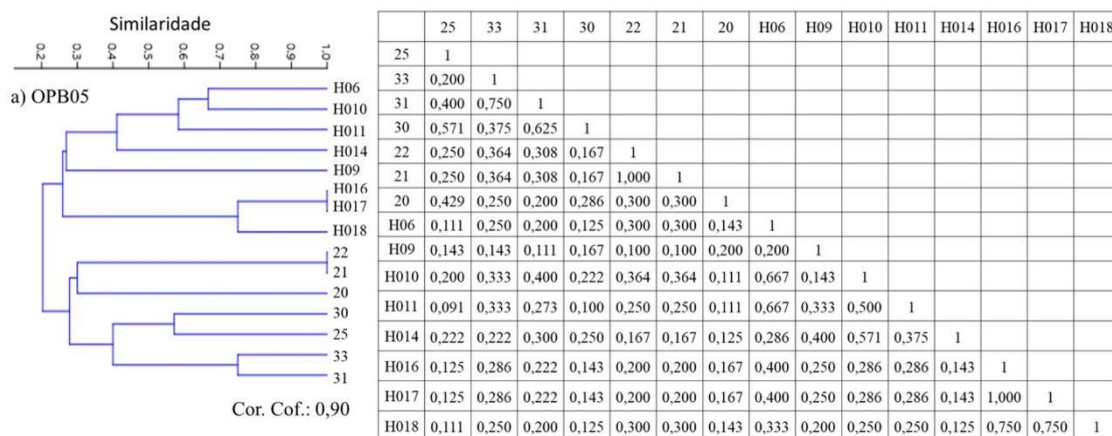 Similaridade
0.2 0.3 0.4 0.5 0.6 0.7 0.8 0.9 1.0
a) OPB05
H06
H010
H011
H014
H09
H016
H017
H018
22
21
20
30
25
33
31
Cor. Cof.: 0,90
25 33 31 30 22 21 20 H06 H09 H010 H011 H014 H016 H017 H018
25 1
33 0,200 1
31 0,400 0,750 1
30 0,571 0,375 0,625 1
22 0,250 0,364 0,308 0,167 1
21 0,250 0,364 0,308 0,167 1,000 1
20 0,429 0,250 0,200 0,286 0,300 0,300 1
H06 0,111 0,250 0,200 0,125 0,300 0,300 0,143 1
H09 0,143 0,143 0,111 0,167 0,100 0,100 0,200 0,200 1
H010 0,200 0,333 0,400 0,222 0,364 0,364 0,111 0,667 0,143 1
H011 0,091 0,333 0,273 0,100 0,250 0,250 0,111 0,667 0,333 0,500 1
H014 0,222 0,222 0,300 0,250 0,167 0,167 0,125 0,286 0,400 0,571 0,375 1
H016 0,125 0,286 0,222 0,143 0,200 0,200 0,167 0,400 0,250 0,286 0,286 0,143 1
H017 0,125 0,286 0,222 0,143 0,200 0,200 0,167 0,400 0,250 0,286 0,286 0,143 1,000 1
H018 0,111 0,250 0,200 0,125 0,300 0,300 0,143 0,333 0,200 0,250 0,250 0,125 0,750 0,750 1